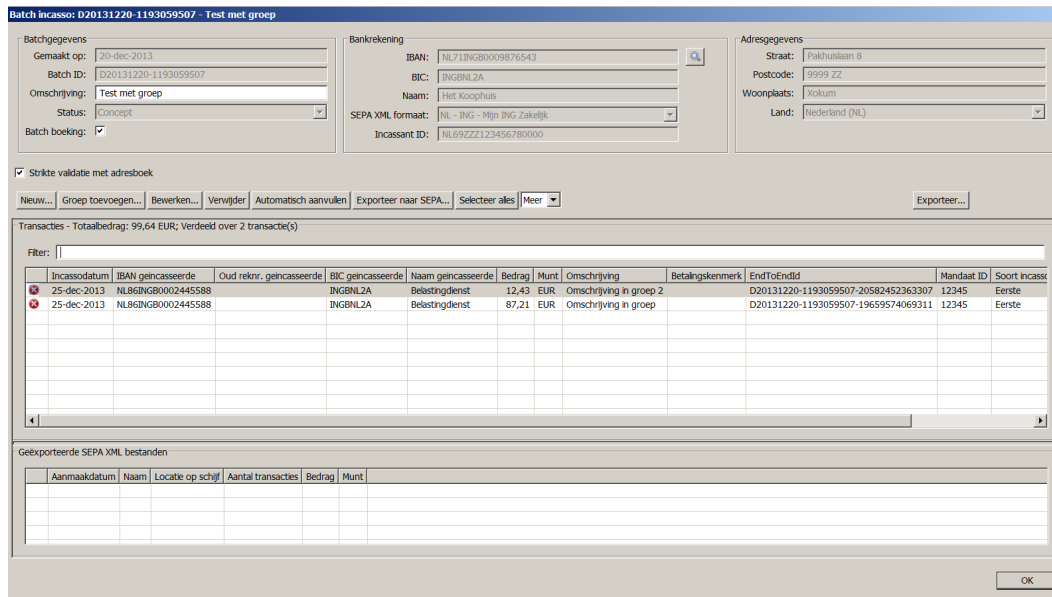 Batch incasso: D20131220-1193059507 - Test met groep
Batchgegevens
Gemaakt op: 20-dec-2013
Batch ID: D20131220-1193059507
Omschrijving: Test met groep
Status: Concept
Batch boeking:
Bankrekening
IBAN: NL71INGB0009876543
BIC: INGBNL2A
Naam: Het Koophuis
SEPA XML formaat: NL - ING - Mijn ING Zakelijk
Incassant ID: NL69ZZZ123456780000
Adresgegevens
Straat: Pakhuislaan 8
Postcode: 9999 ZZ
Woonplaats: Xokum
Land: Nederland (NL)
Strikte validatie met adresboek
Nieuw... Groep toevoegen... Bewerken... Verwijder Automatisch aanvullen Exporteer naar SEPA... Selecteer alles Meer Exporteer...
Transacties - Totaalbedrag: 99,64 EUR; Verdeeld over 2 transactie(s)
Filter:
Incassodatum IBAN geincasseerde Oud reknr. geincasseerde BIC geincasseerde Naam geincasseerde Bedrag Munt Omschrijving Betalingskenmerk EndToEndId Mandaat ID Soort incasso
25-dec-2013 NL86INGB0002445588 INGBNL2A Belastingdienst 12,43 EUR Omschrijving in groep 2 D20131220-1193059507-20582452363307 12345 Eerste
25-dec-2013 NL86INGB0002445588 INGBNL2A Belastingdienst 87,21 EUR Omschrijving in groep D20131220-1193059507-19659574069311 12345 Eerste
Geëxporteerde SEPA XML bestanden
Aanmaakdatum Naam Locatie op schijf Aantal transacties Bedrag Munt
OK